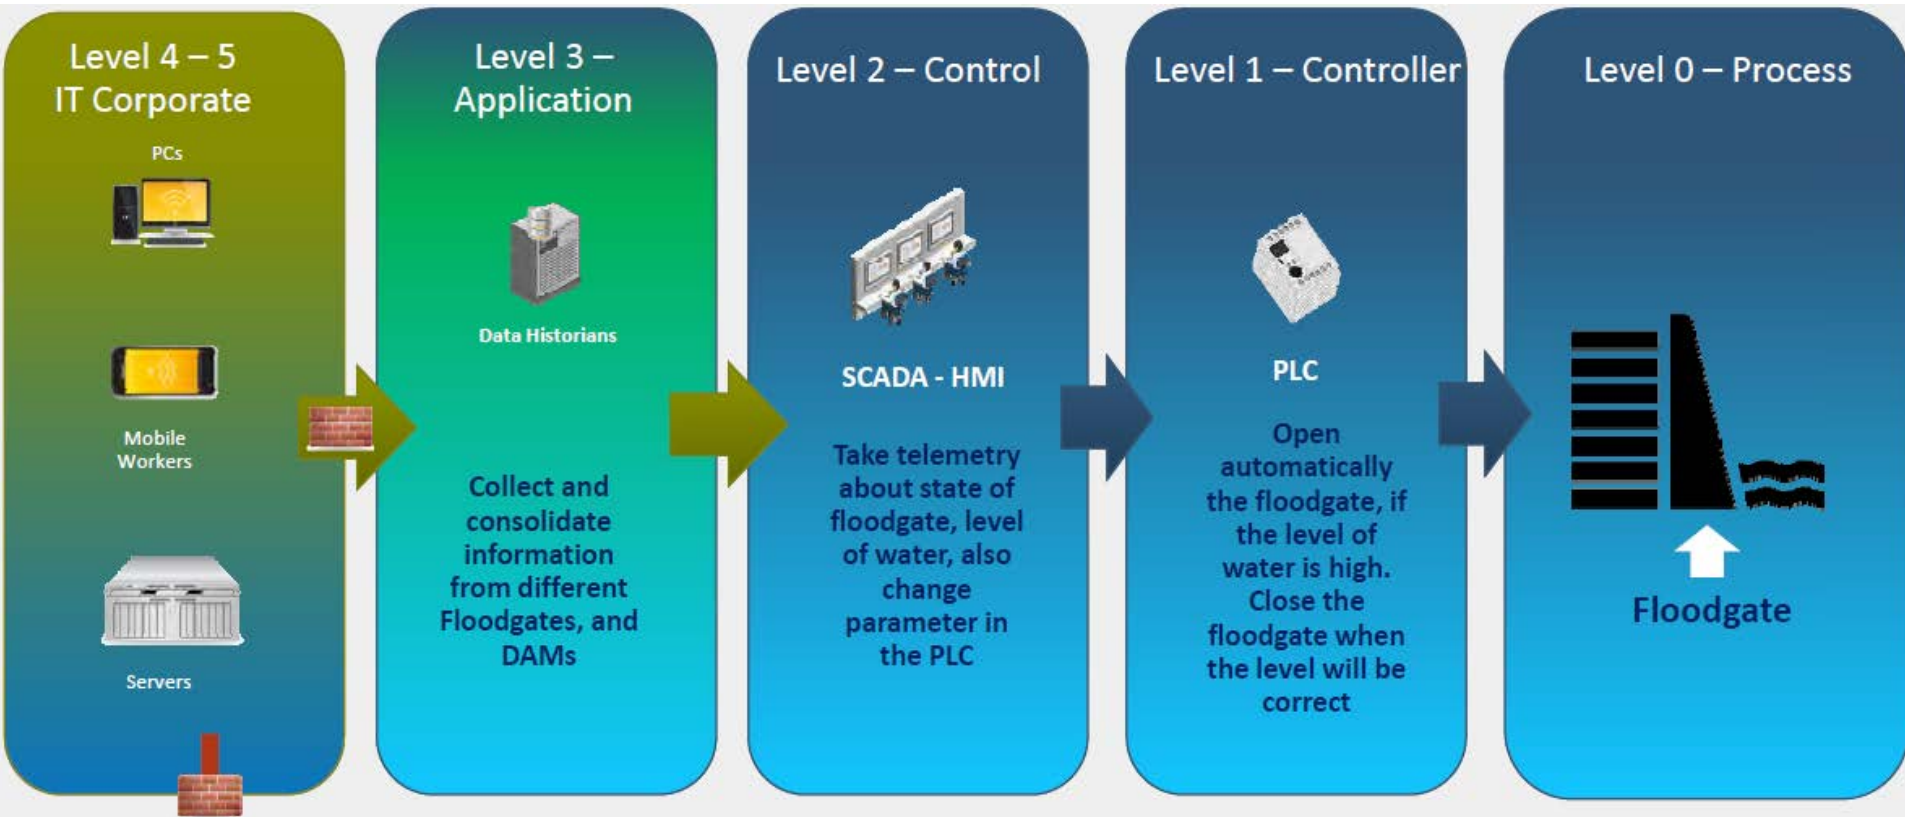 Level 4 – 5
IT Corporate
PCs
Mobile
Workers
Servers
Level 3 –
Application
Data Historians
Collect and
consolidate
information
from different
Floodgates, and
DAMs
Level 2 – Control
SCADA - HMI
Take telemetry
about state of
floodgate, level
of water, also
change
parameter in
the PLC
Level 1 – Controller
PLC
Open
automatically
the floodgate, if
the level of
water is high.
Close the
floodgate when
the level will be
correct
Level 0 – Process
Floodgate